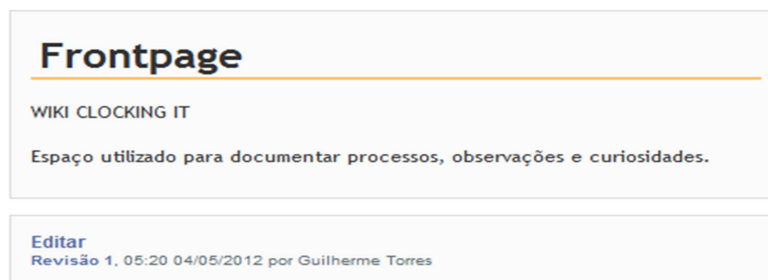 Frontpage
WIKI CLOCKING IT
Espaço utilizado para documentar processos, observações e curiosidades.
Editar
Revisão 1, 05:20 04/05/2012 por Guilherme Torres